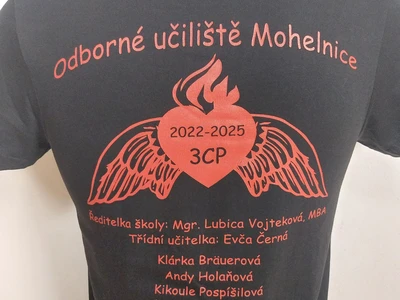 Odborné učiliště Mohelnice
2022-2025
3CP
Ředitelka školy: Mgr. Lubica Vojteková, MBA
Třídní učitelka: Evča Černá
Klárka Bräuerová
Andy Holaňová
Kikoule Pospíšilová